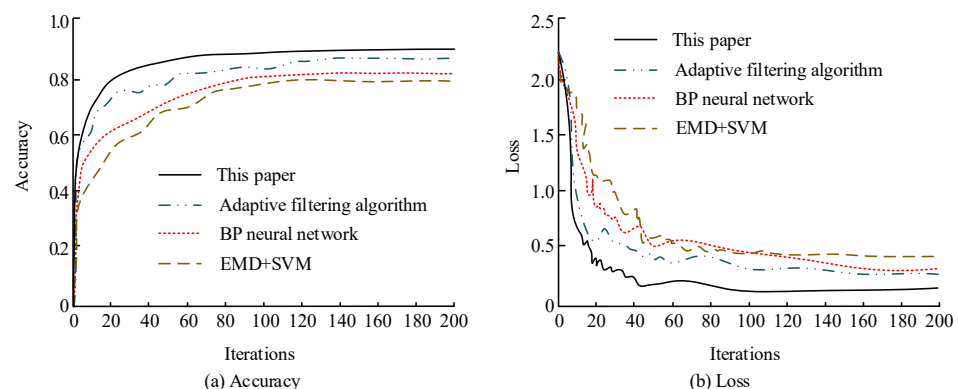 1.0
0.8
0.6
0.4
0.2
0
Accuracy
This paper
Adaptive filtering algorithm
BP neural network
EMD+SVM
0 20 40 60 80 100 120 140 160 180 200
Iterations
(a) Accuracy
2.5
2.0
1.5
1.0
0.5
0
Loss
This paper
Adaptive filtering algorithm
BP neural network
EMD+SVM
0 20 40 60 80 100 120 140 160 180 200
Iterations
(b) Loss